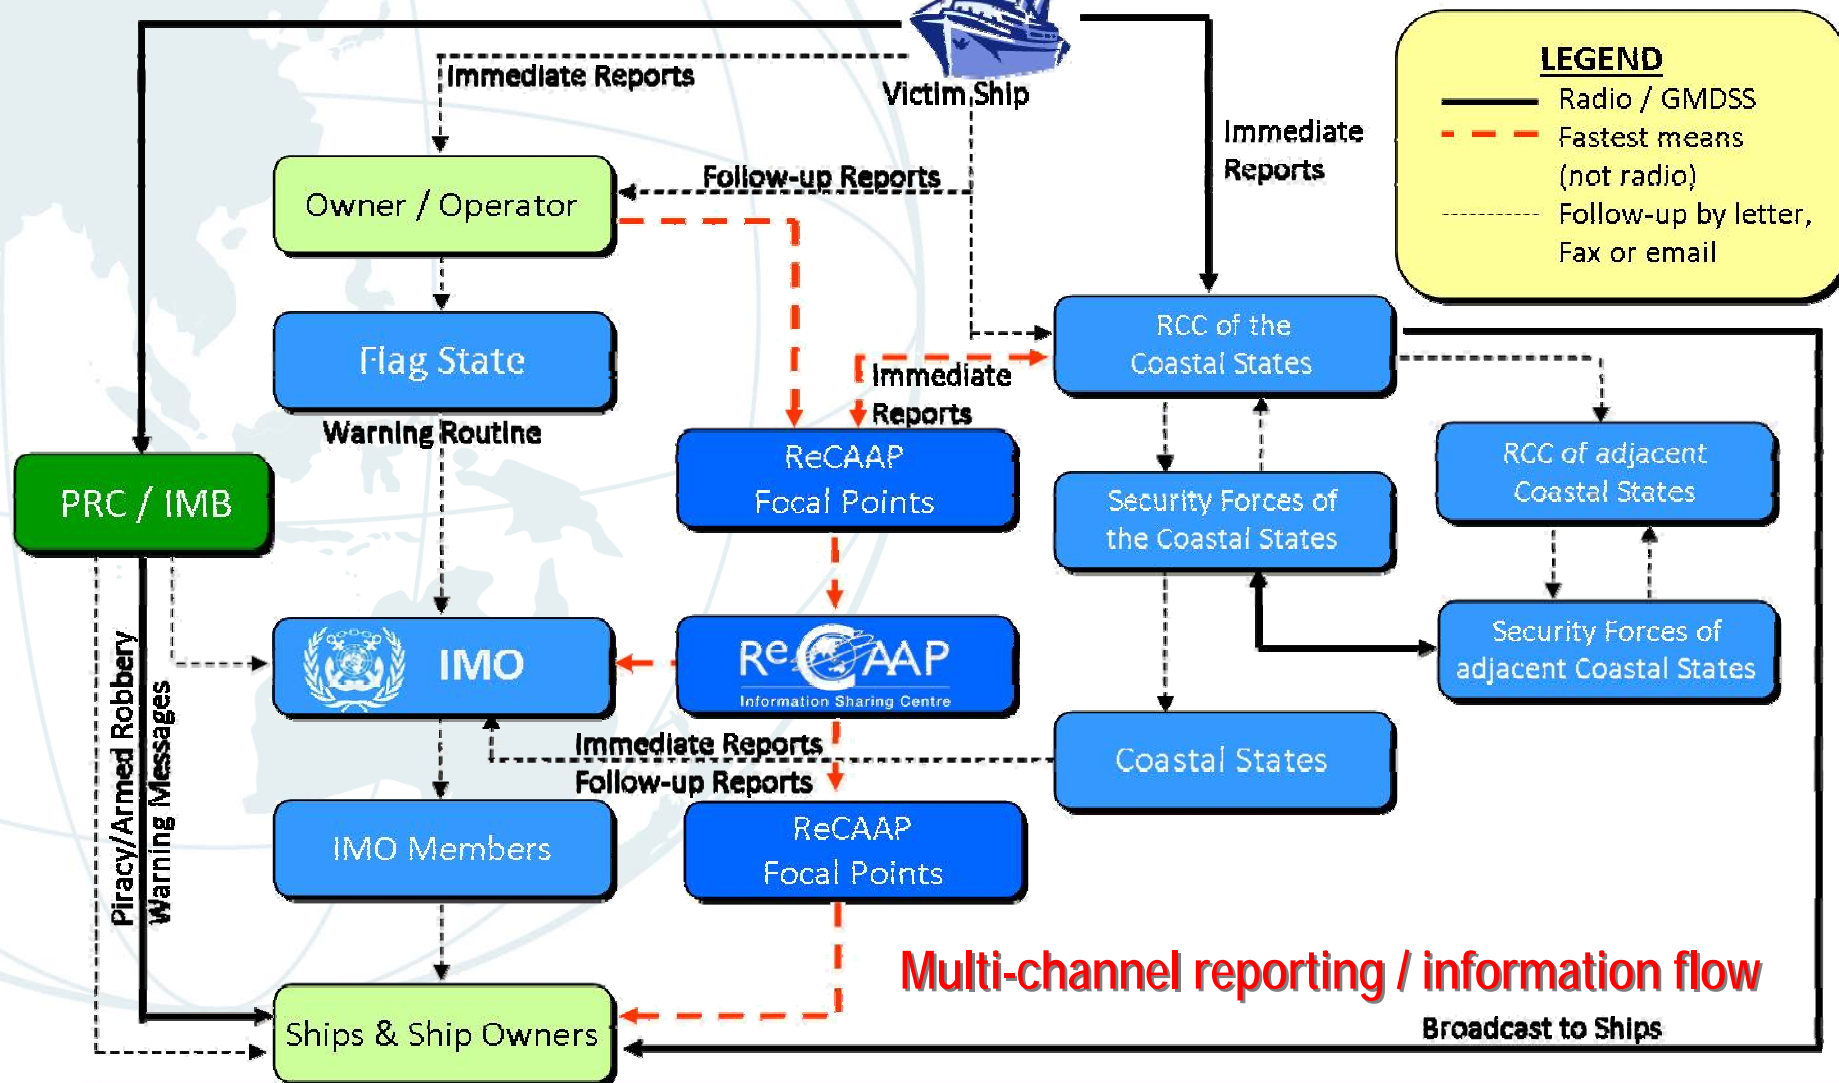 Immediate Reports
Victim Ship
LEGEND
Radio / GMDSS
Fastest means
(not radio)
Follow-up by letter,
Fax or email
Immediate
Reports
Follow-up Reports
Owner / Operator
RCC of the
Coastal States
Flag State
Immediate
Reports
Warning Routine
ReCAAP
Focal Points
RCC of adjacent
Coastal States
PRC / IMB
Security Forces of
the Coastal States
IMO
ReCAAP
Information Sharing Centre
Security Forces of
adjacent Coastal States
Piracy/Armed Robbery
Warning Messages
Immediate Reports
Follow-up Reports
Coastal States
IMO Members
ReCAAP
Focal Points
Multi-channel reporting / information flow
Ships & Ship Owners
Broadcast to Ships